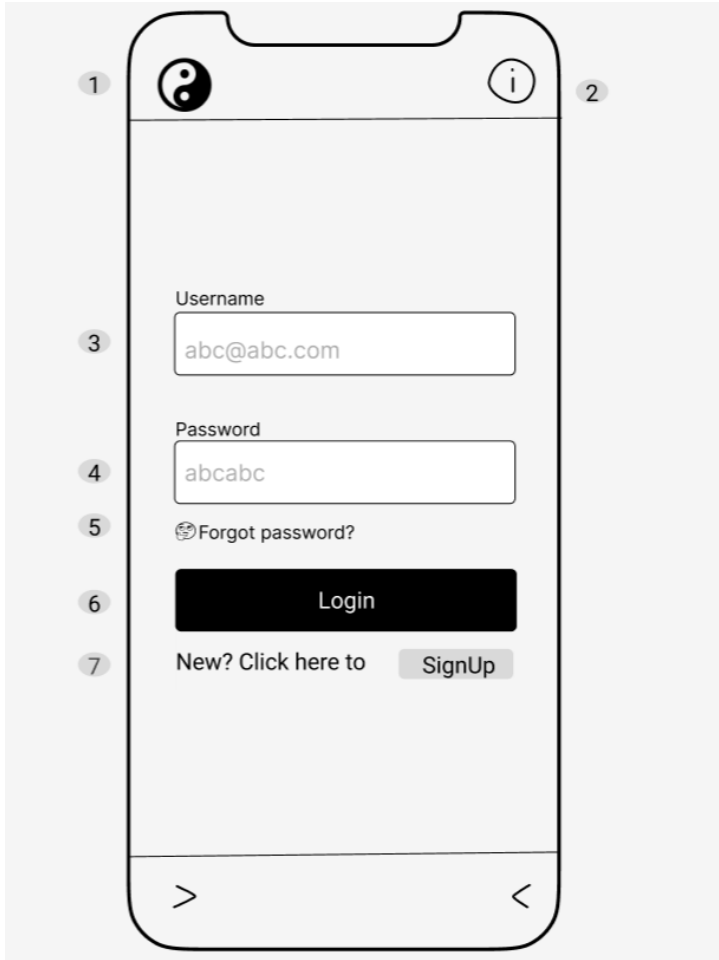 1
i
2
Username
3
abc@abc.com
Password
4
abcabc
5
Forgot password?
6
Login
7
New? Click here to SignUp
> <